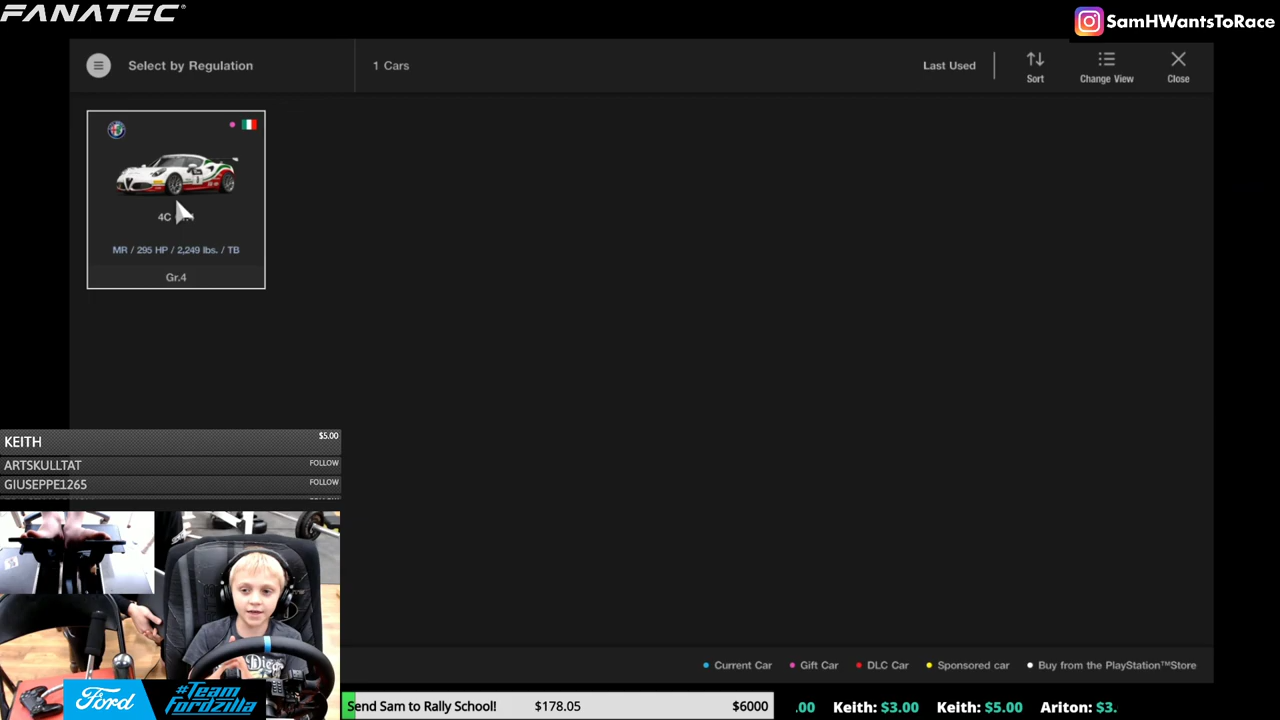 FANATEC
SamHWantsToRace
Select by Regulation
1 Cars
Last Used
Sort
Change View
Close
4C
MR / 295 HP / 2,249 lbs. / TB
Gr.4
KEITH $5.00
ARTSKULLTAT FOLLOW
GIUSEPPE1265 FOLLOW
Current Car
Gift Car
DLC Car
Sponsored car
Buy from the PlayStation™Store
Ford
#Team
Fordzilla
Send Sam to Rally School! $178.05 $6000
.00 Keith: $3.00 Keith: $5.00 Ariton: $3.